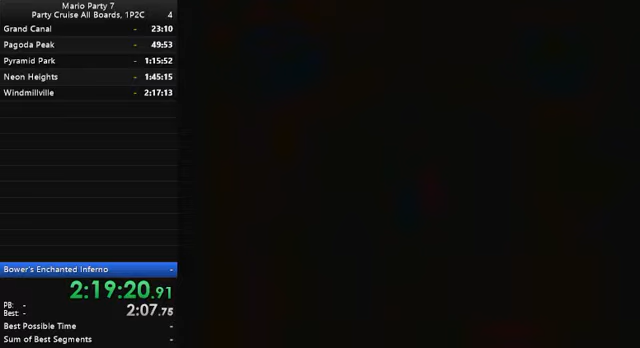 Mario Party 7
Party Cruise All Boards, 1P2C 4
Grand Canal - 23:10
Pagoda Peak - 49:53
Pyramid Park - 1:15:52
Neon Heights - 1:45:15
Windmillville - 2:17:13
Bower's Enchanted Inferno -
2:19:20.91
PB: -
Best: - 2:07.75
Best Possible Time -
Sum of Best Segments -